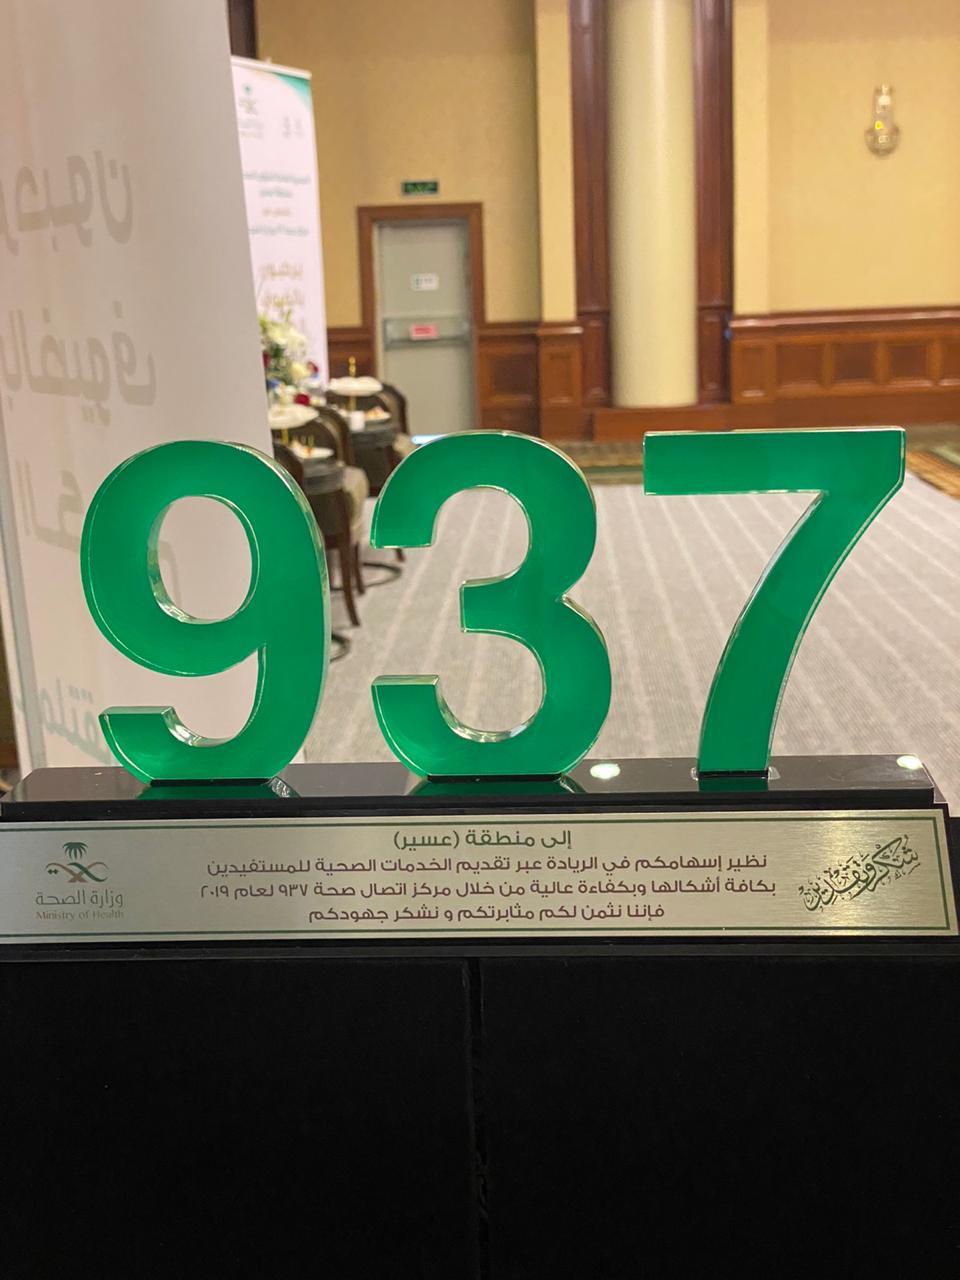 937
إلى منطقة (عسير)
نظير إسهامكم في الريادة عبر تقديم الخدمات الصحية للمستفيدين
بكافة أشكالها وبكفاءة عالية من خلال مركز اتصال صحة ٩٣٧ لعام ٢٠١٩
فإننا نثمن لكم مثابرتكم و نشكر جهودكم
شكر وتقدير
وزارة الصحة
Ministry of Health
يرحبون
بالضيوف